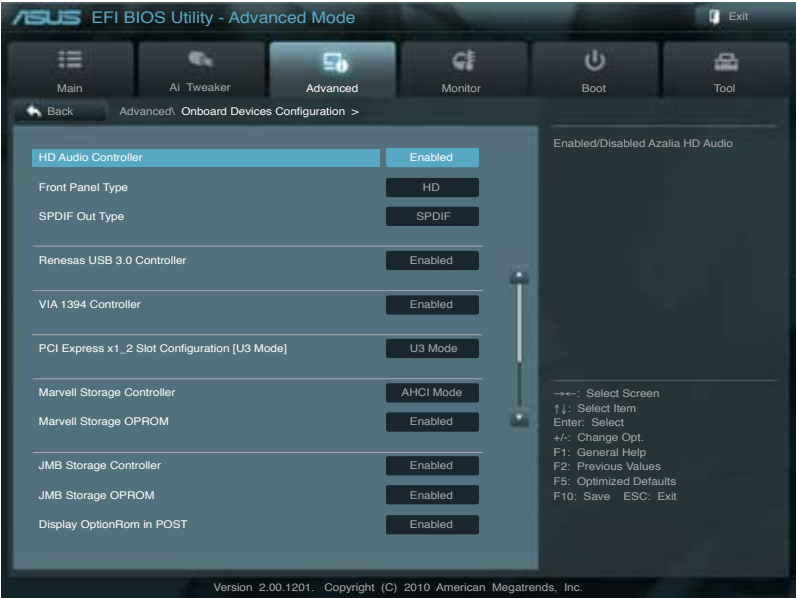 ASUS EFI BIOS Utility - Advanced Mode
Exit
Main
Ai Tweaker
Advanced
Monitor
Boot
Tool
Back
Advanced\ Onboard Devices Configuration >
HD Audio Controller Enabled
Front Panel Type HD
SPDIF Out Type SPDIF
Renesas USB 3.0 Controller Enabled
VIA 1394 Controller Enabled
PCI Express x1_2 Slot Configuration [U3 Mode] U3 Mode
Marvell Storage Controller AHCI Mode
Marvell Storage OPROM Enabled
JMB Storage Controller Enabled
JMB Storage OPROM Enabled
Display OptionRom in POST Enabled
Enabled/Disabled Azalia HD Audio
→←: Select Screen
↑↓: Select Item
Enter: Select
+/-: Change Opt.
F1: General Help
F2: Previous Values
F5: Optimized Defaults
F10: Save ESC: Exit
Version 2.00.1201. Copyright (C) 2010 American Megatrends, Inc.